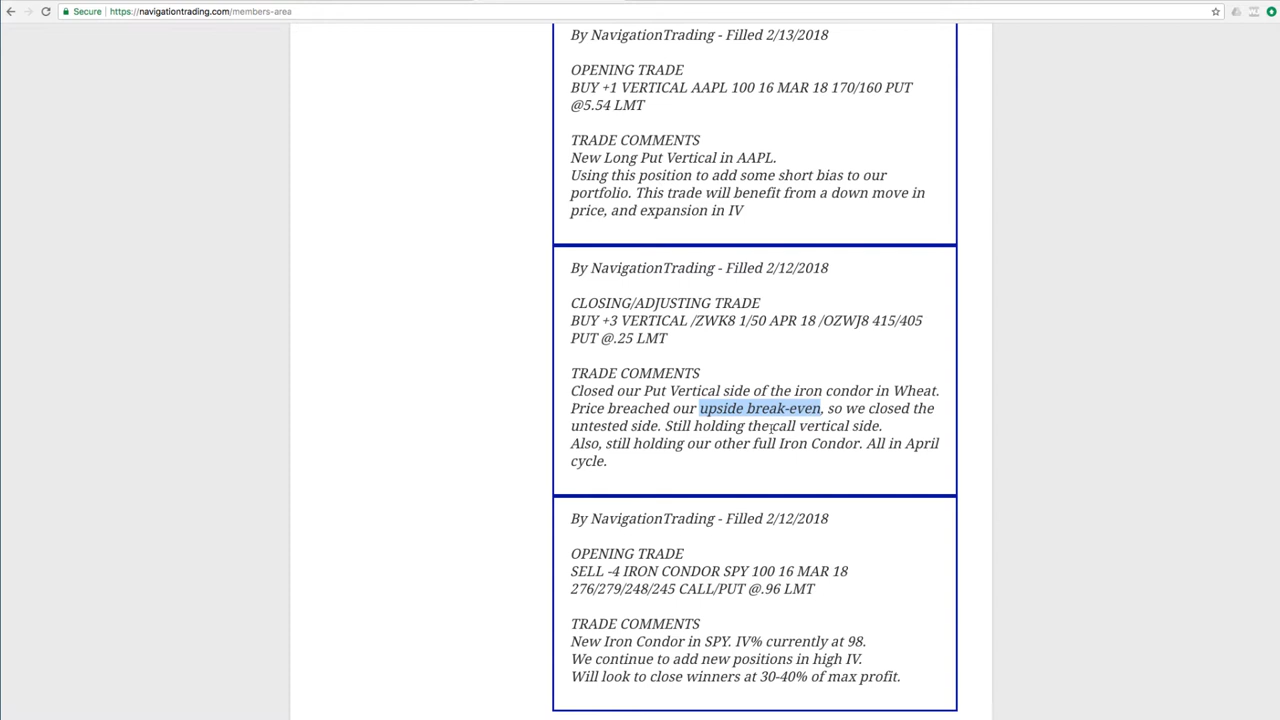 Secure
https://navigationtrading.com/members-area
By NavigationTrading - Filled 2/13/2018
OPENING TRADE
BUY +1 VERTICAL AAPL 100 16 MAR 18 170/160 PUT
@5.54 LMT
TRADE COMMENTS
New Long Put Vertical in AAPL.
Using this position to add some short bias to our
portfolio. This trade will benefit from a down move in
price, and expansion in IV
By NavigationTrading - Filled 2/12/2018
CLOSING/ADJUSTING TRADE
BUY +3 VERTICAL /ZWK8 1/50 APR 18 /OZWJ8 415/405
PUT @.25 LMT
TRADE COMMENTS
Closed our Put Vertical side of the iron condor in Wheat.
Price breached our upside break-even, so we closed the
untested side. Still holding the call vertical side.
Also, still holding our other full Iron Condor. All in April
cycle.
By NavigationTrading - Filled 2/12/2018
OPENING TRADE
SELL -4 IRON CONDOR SPY 100 16 MAR 18
276/279/248/245 CALL/PUT @.96 LMT
TRADE COMMENTS
New Iron Condor in SPY. IV% currently at 98.
We continue to add new positions in high IV.
Will look to close winners at 30-40% of max profit.